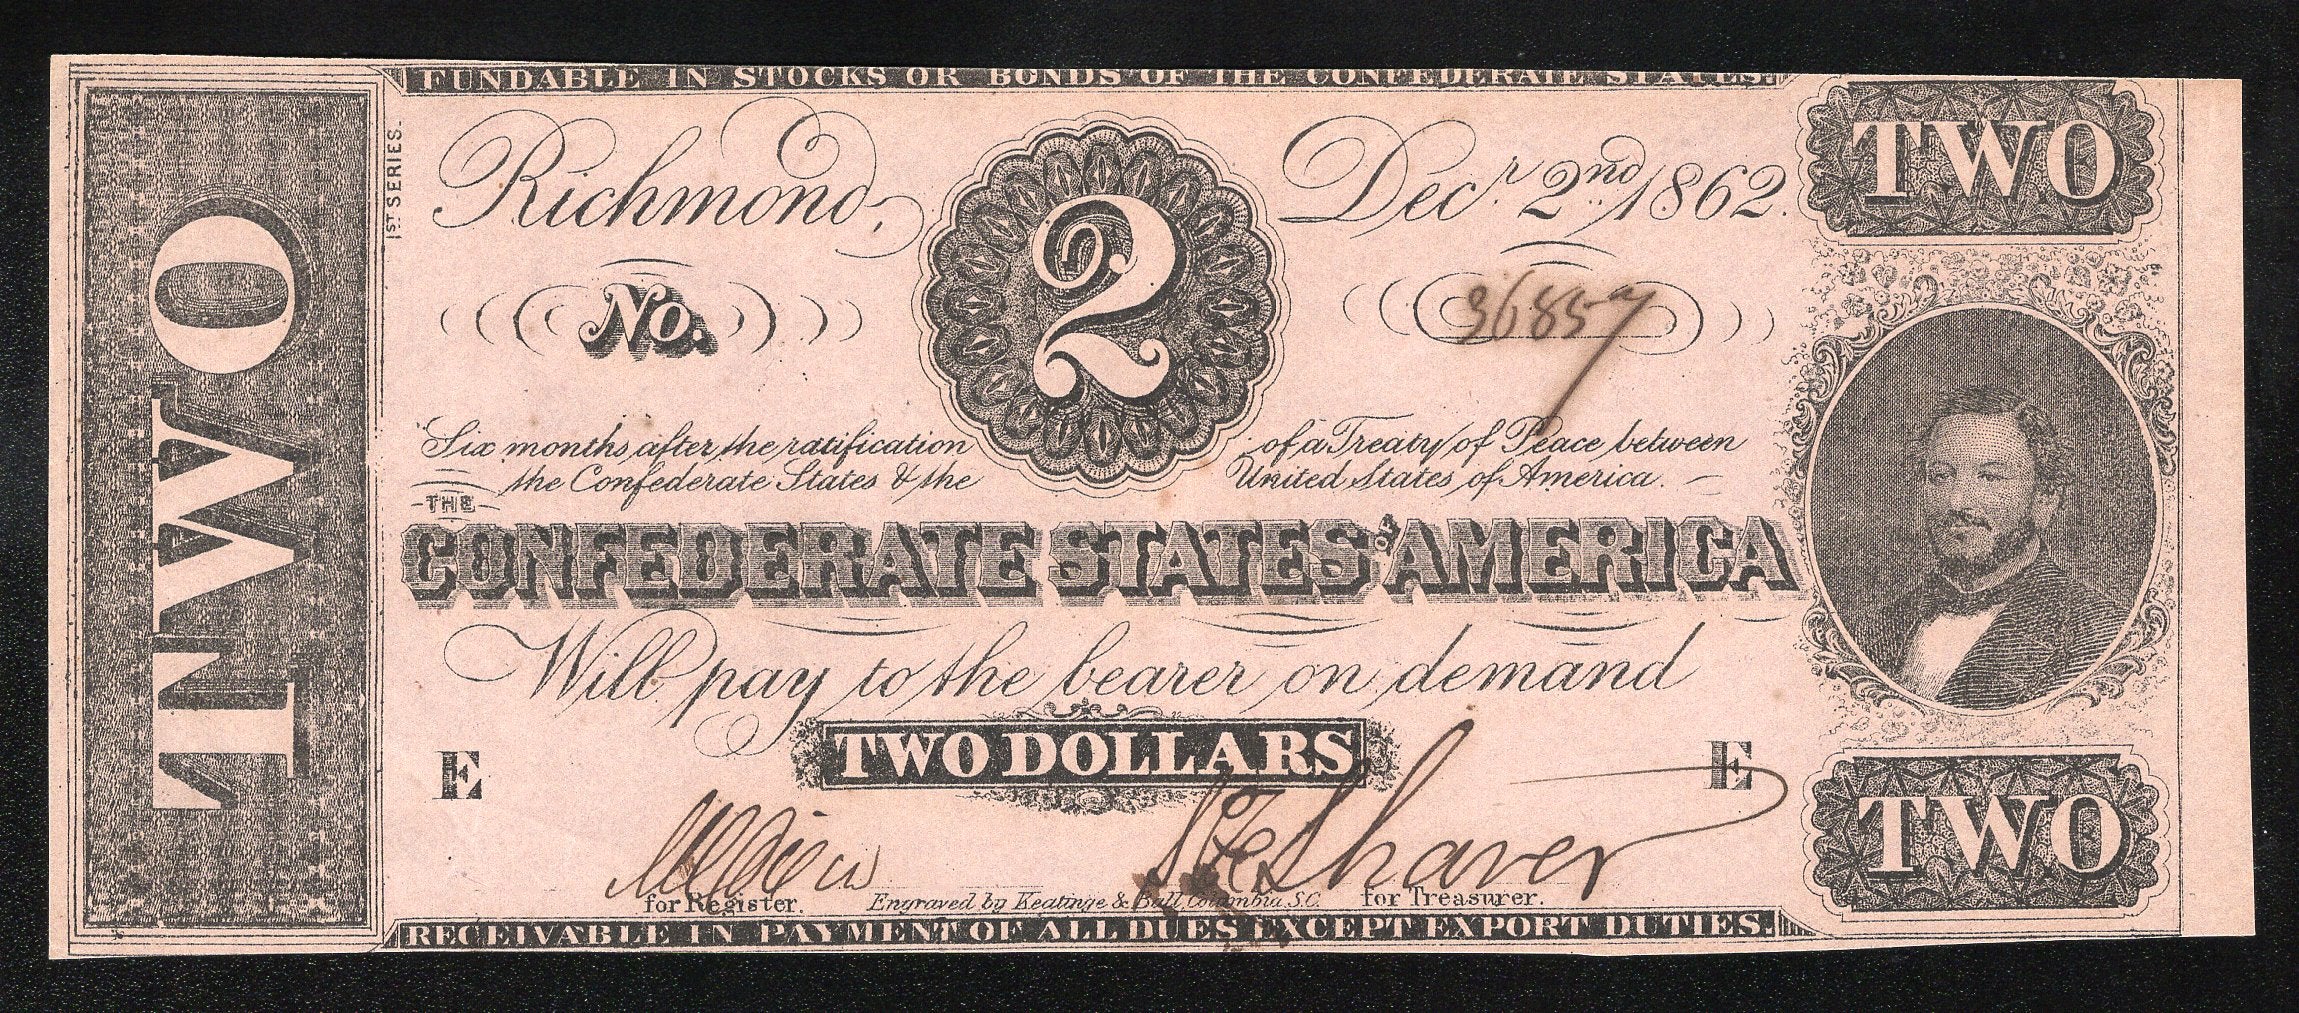 FUNDABLE IN STOCKS OR BONDS OF THE CONFEDERATE STATES.
TWO
1ST SERIES.
Richmond, Decr. 2nd 1862.
2
TWO
No. 36857
Six months after the ratification of a Treaty of Peace between
the Confederate States & the United States of America.
THE
CONFEDERATE STATES OF AMERICA
Will pay to the bearer on demand
TWO DOLLARS
E E
TWO
Shaver
for Register. Engraved by Keatinge & Ball, Columbia, S.C. for Treasurer.
RECEIVABLE IN PAYMENT OF ALL DUES EXCEPT EXPORT DUTIES.